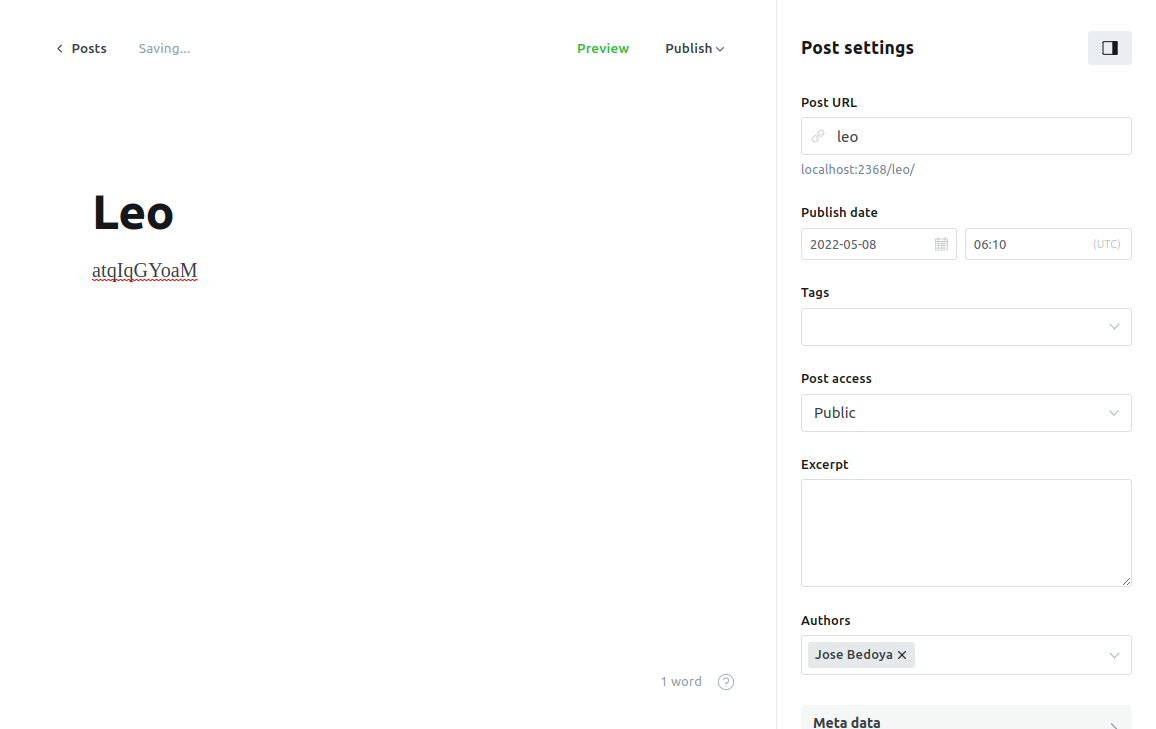 Posts Saving... Preview Publish
Leo
atqIqGYoaM
1 word
Post settings
Post URL
leo
localhost:2368/leo/
Publish date
2022-05-08 06:10 (UTC)
Tags
Post access
Public
Excerpt
Authors
Jose Bedoya
Meta data